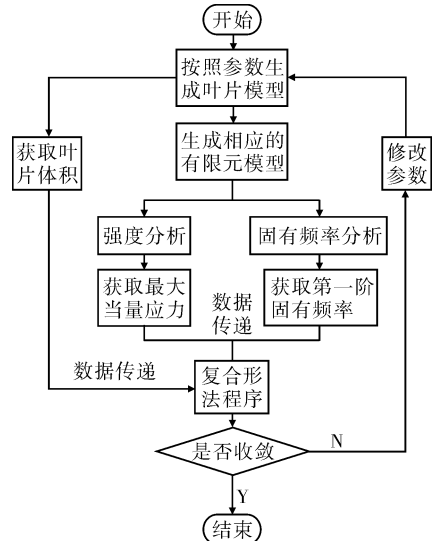 开始
按照参数生
成叶片模型
获取叶
片体积
生成相应的
有限元模型
修改
参数
强度分析
固有频率分析
获取最大
当量应力
数据
传递
获取第一阶
固有频率
数据传递
复合形
法程序
是否收敛
N
Y
结束